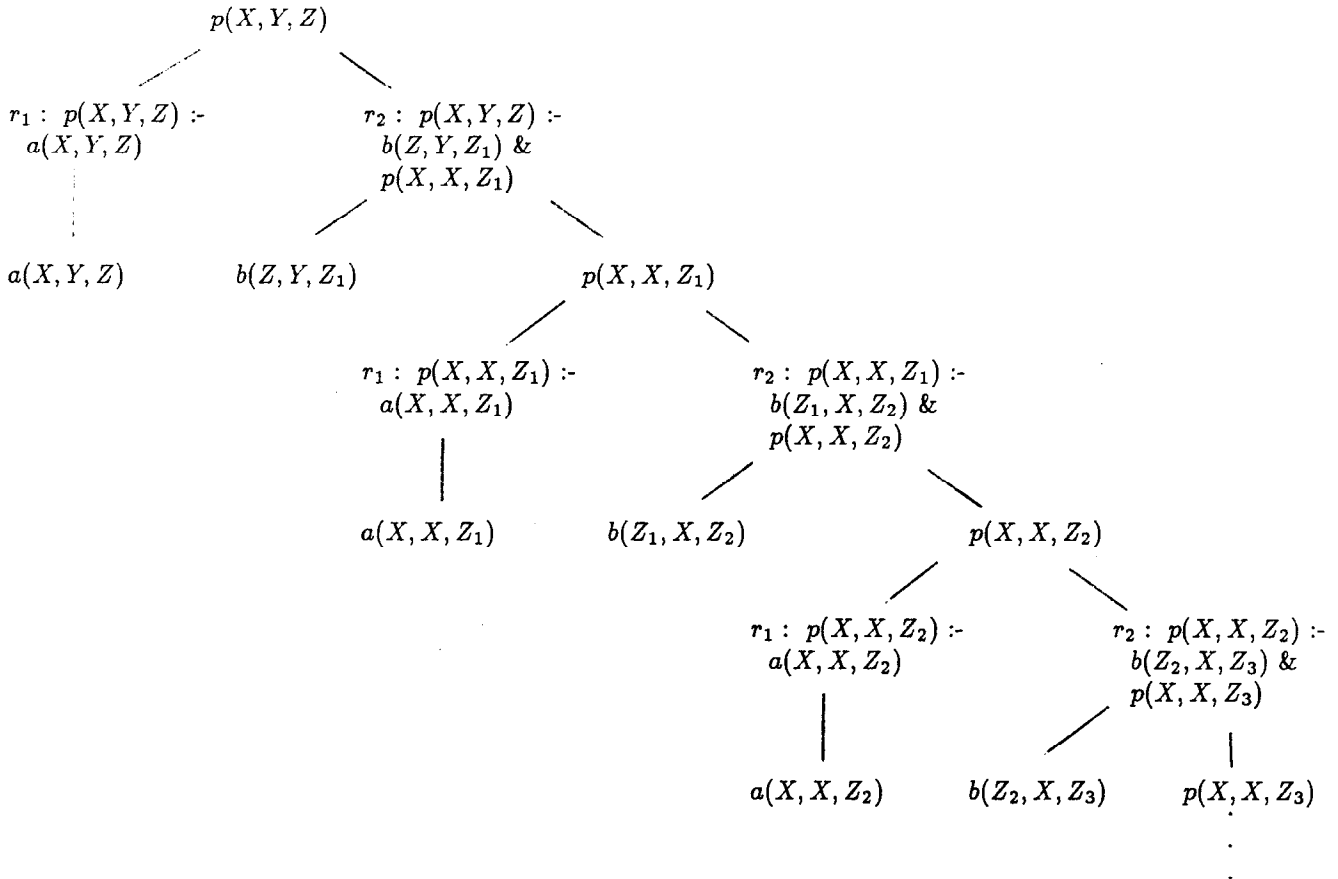 p(X, Y, Z)
r₁ : p(X, Y, Z) :-
a(X, Y, Z)
r₂ : p(X, Y, Z) :-
b(Z, Y, Z₁) &
p(X, X, Z₁)
a(X, Y, Z)
b(Z, Y, Z₁)
p(X, X, Z₁)
r₁ : p(X, X, Z₁) :-
a(X, X, Z₁)
r₂ : p(X, X, Z₁) :-
b(Z₁, X, Z₂) &
p(X, X, Z₂)
a(X, X, Z₁)
b(Z₁, X, Z₂)
p(X, X, Z₂)
r₁ : p(X, X, Z₂) :-
a(X, X, Z₂)
r₂ : p(X, X, Z₂) :-
b(Z₂, X, Z₃) &
p(X, X, Z₃)
a(X, X, Z₂)
b(Z₂, X, Z₃)
p(X, X, Z₃)